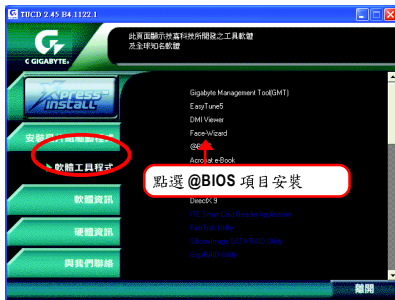 TUCD 2.45 B4.1122.1
GIGABYTE
此頁面顯示技嘉科技所開發之工具軟體
及全球知名軟體
Xpress
Install
軟體工具程式
軟體資訊
硬體資訊
與我們聯絡
Gigabyte Management Tool(GMT)
EasyTune5
DMI Viewer
Face-Wizard
Acrobat e-Book
點選 @BIOS 項目安裝
DirectX 9
離開